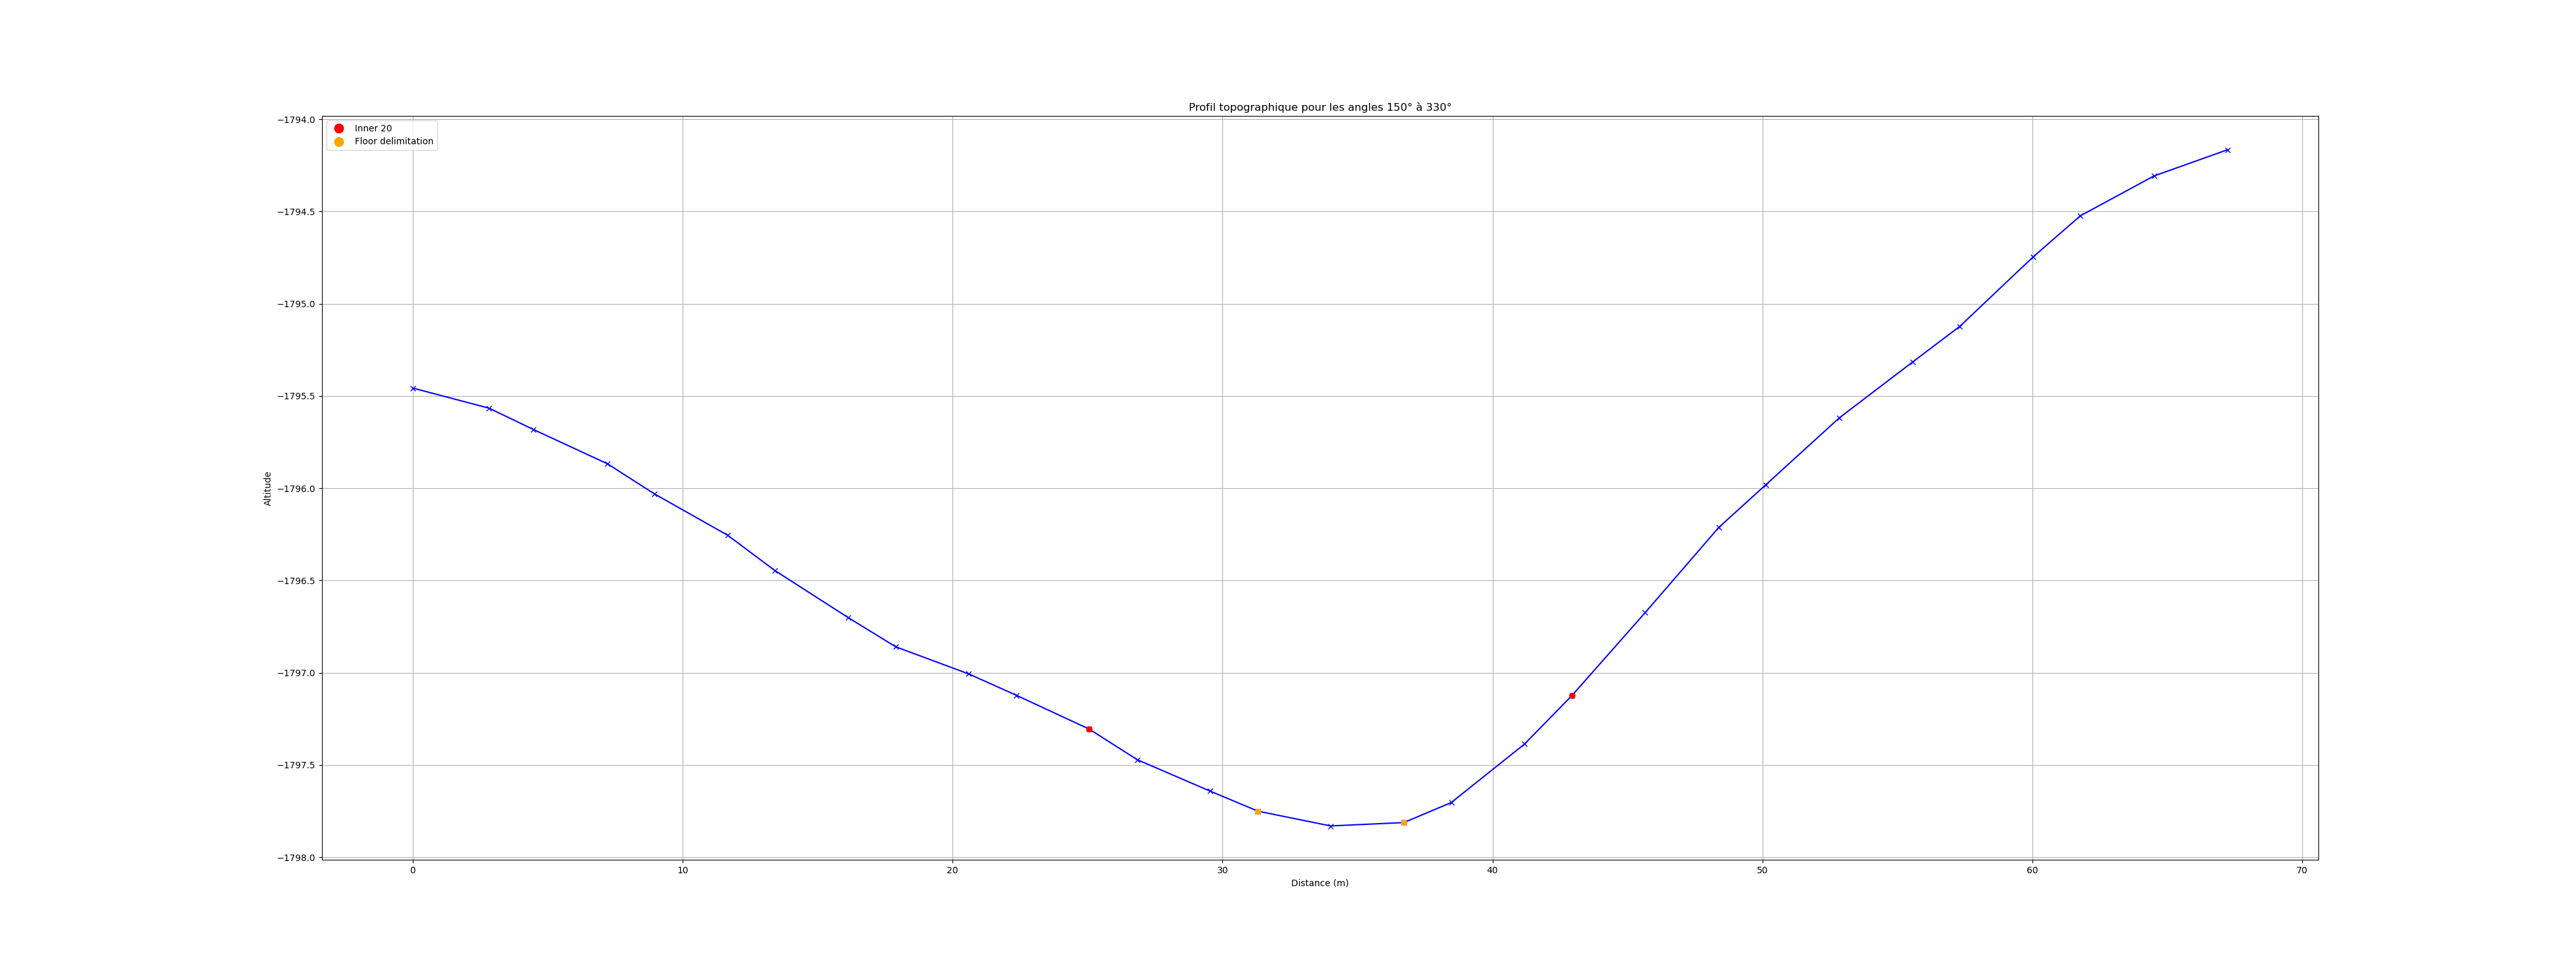 Profil topographique pour les angles 150° à 330°
Inner 20
Floor delimitation
−1794.0
−1794.5
−1795.0
−1795.5
−1796.0
−1796.5
−1797.0
−1797.5
−1798.0
Altitude
0 10 20 30 40 50 60 70
Distance (m)